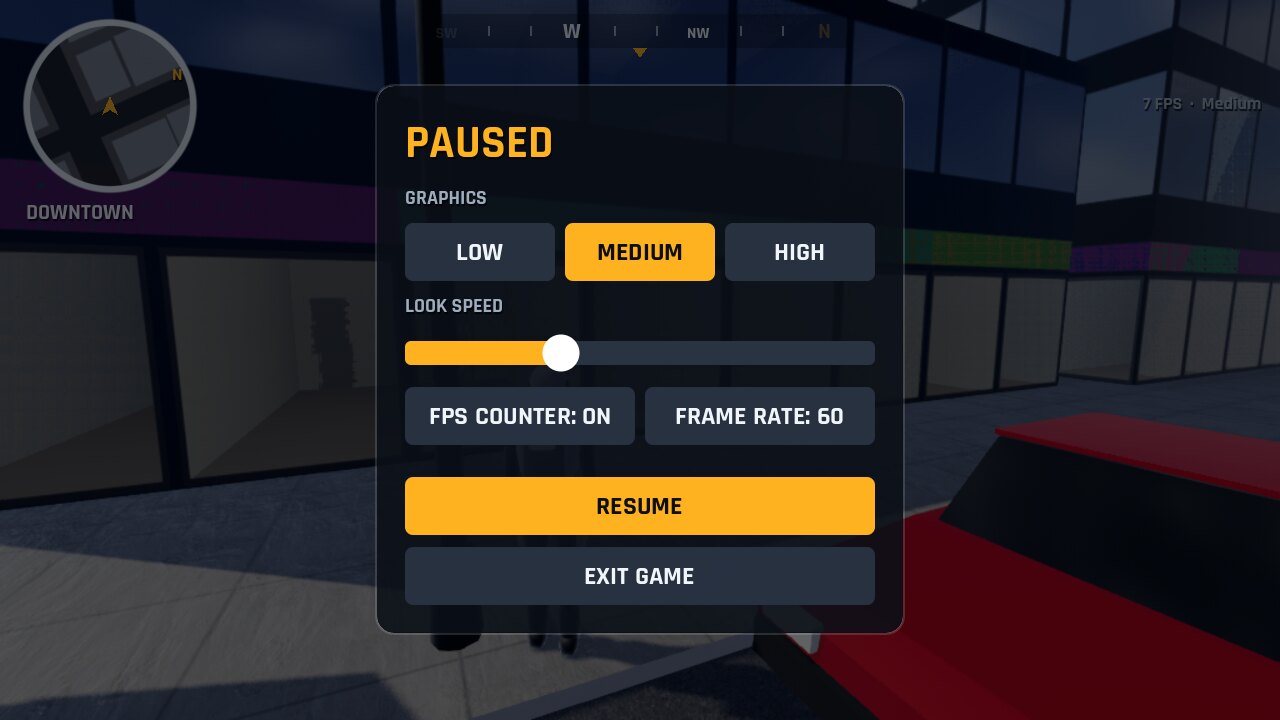 SW W NW N
N
7 FPS · Medium
DOWNTOWN
PAUSED
GRAPHICS
LOW MEDIUM HIGH
LOOK SPEED
FPS COUNTER: ON FRAME RATE: 60
RESUME
EXIT GAME